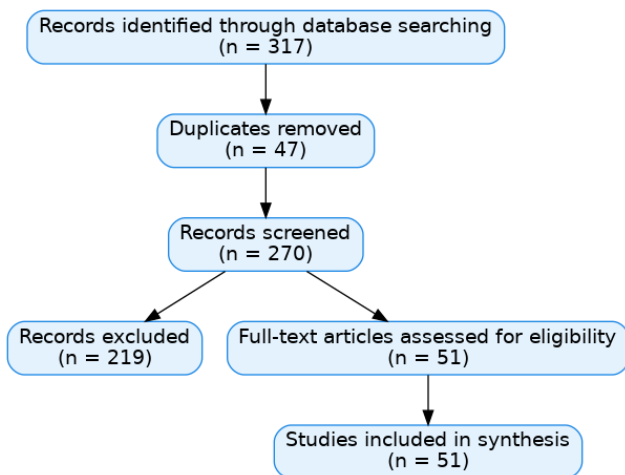 Records identified through database searching
(n = 317)
Duplicates removed
(n = 47)
Records screened
(n = 270)
Records excluded
(n = 219)
Full-text articles assessed for eligibility
(n = 51)
Studies included in synthesis
(n = 51)